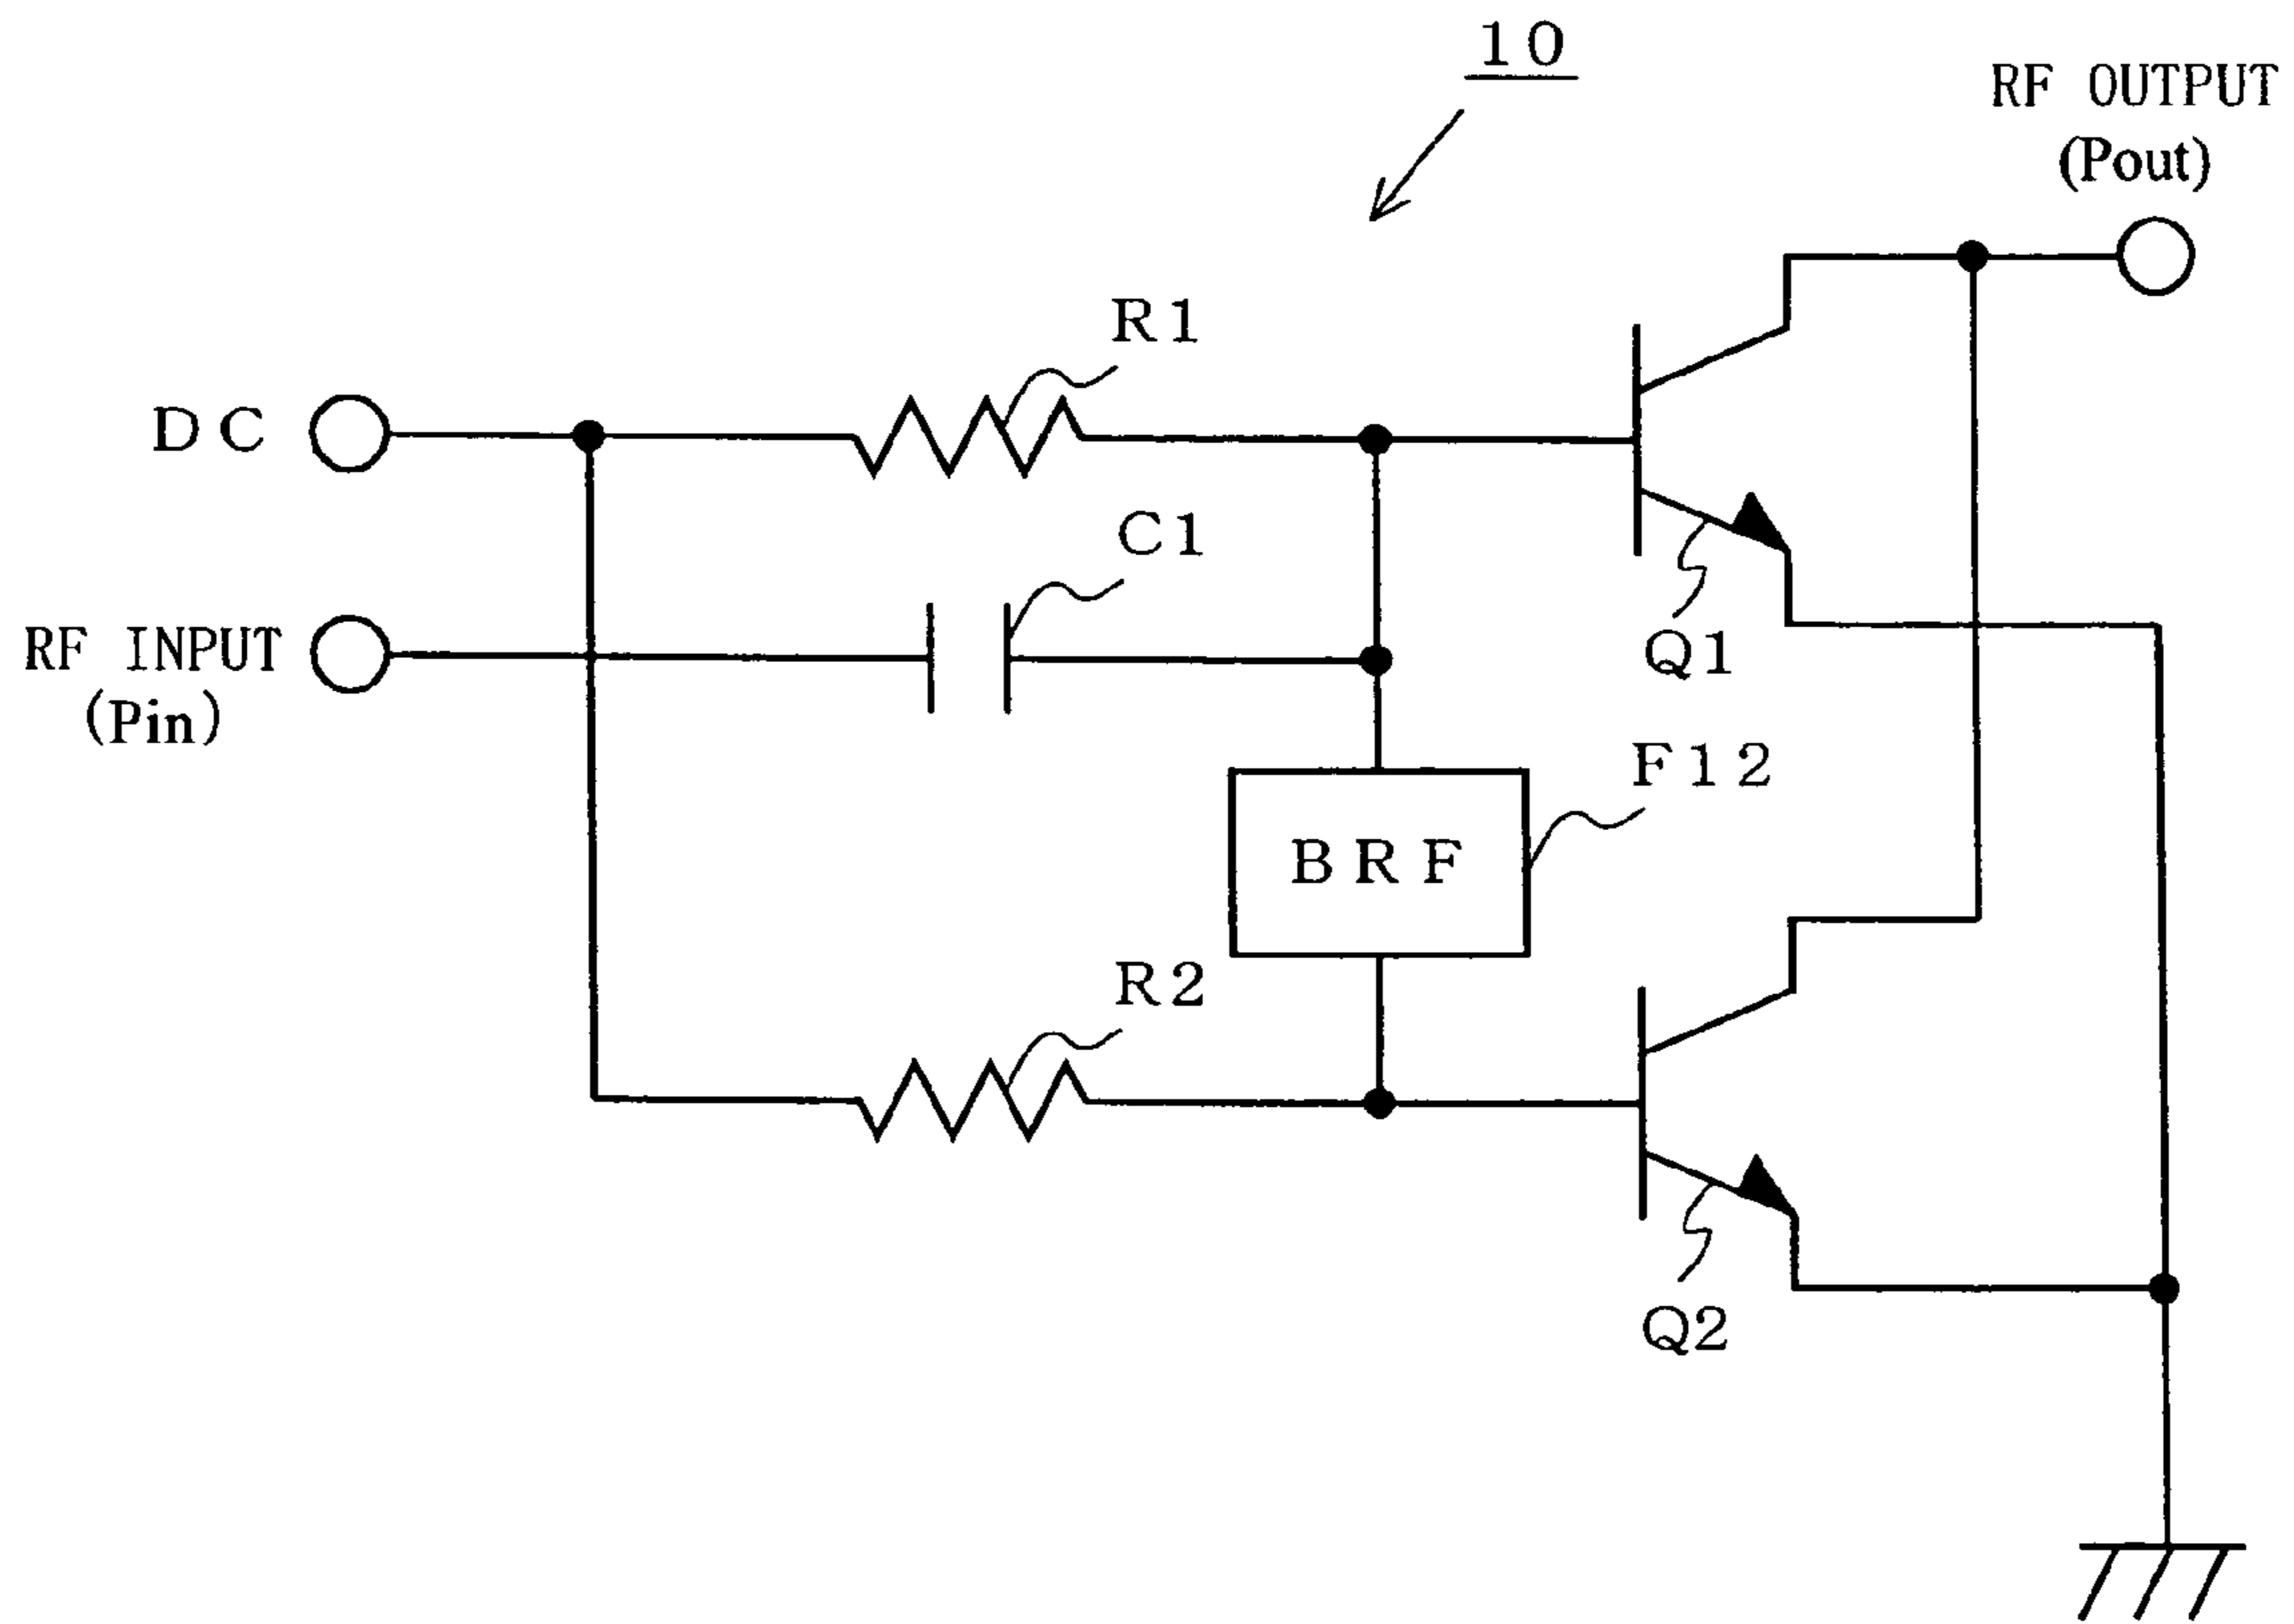 10
RF OUTPUT
(Pout)
R1
DC
C1
RF INPUT
(Pin)
Q1
F12
BRF
R2
Q2